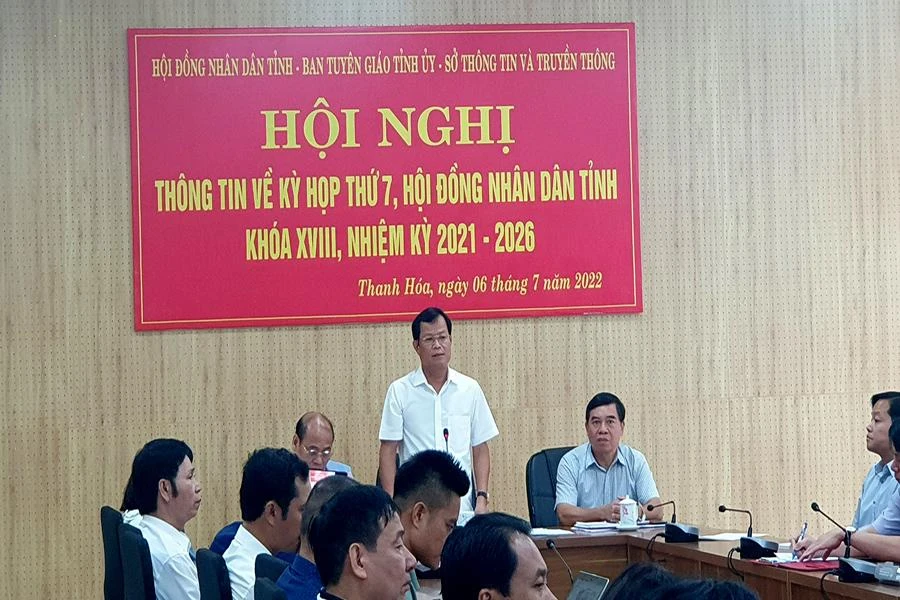 HỘI ĐỒNG NHÂN DÂN TỈNH - BAN TUYÊN GIÁO TỈNH ỦY - SỞ THÔNG TIN VÀ TRUYỀN THÔNG
HỘI NGHỊ
THÔNG TIN VỀ KỲ HỌP THỨ 7, HỘI ĐỒNG NHÂN DÂN TỈNH
KHÓA XVIII, NHIỆM KỲ 2021 - 2026
Thanh Hóa, ngày 06 tháng 7 năm 2022